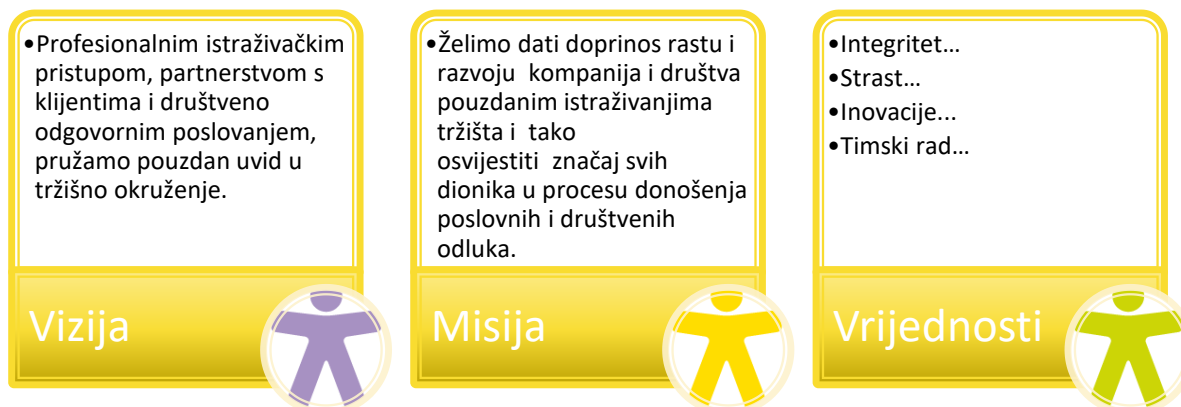 •Profesionalnim istraživačkim
pristupom, partnerstvom s
klijentima i društveno
odgovornim poslovanjem,
pružamo pouzdan uvid u
tržišno okruženje.
Vizija
•Želimo dati doprinos rastu i
razvoju  kompanija i društva
pouzdanim istraživanjima
tržišta i  tako
osvijestiti  značaj svih
dionika u procesu donošenja
poslovnih i društvenih
odluka.
Misija
•Integritet…
•Strast…
•Inovacije...
•Timski rad…
Vrijednosti